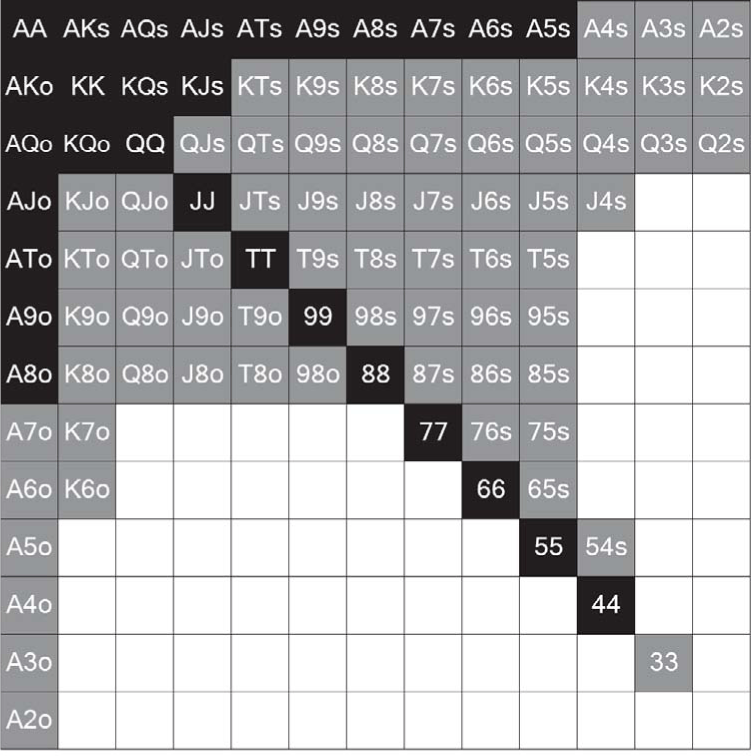 AA AKs AQs AJs ATs A9s A8s A7s A6s A5s A4s A3s A2s
AKo KK KQs KJs KTs K9s K8s K7s K6s K5s K4s K3s K2s
AQo KQo QQ QJs QTs Q9s Q8s Q7s Q6s Q5s Q4s Q3s Q2s
AJo KJo QJo JJ JTs J9s J8s J7s J6s J5s J4s
ATo KTo QTo JTo TT T9s T8s T7s T6s T5s
A9o K9o Q9o J9o T9o 99 98s 97s 96s 95s
A8o K8o Q8o J8o T8o 98o 88 87s 86s 85s
A7o K7o 77 76s 75s
A6o K6o 66 65s
A5o 55 54s
A4o 44
A3o 33
A2o